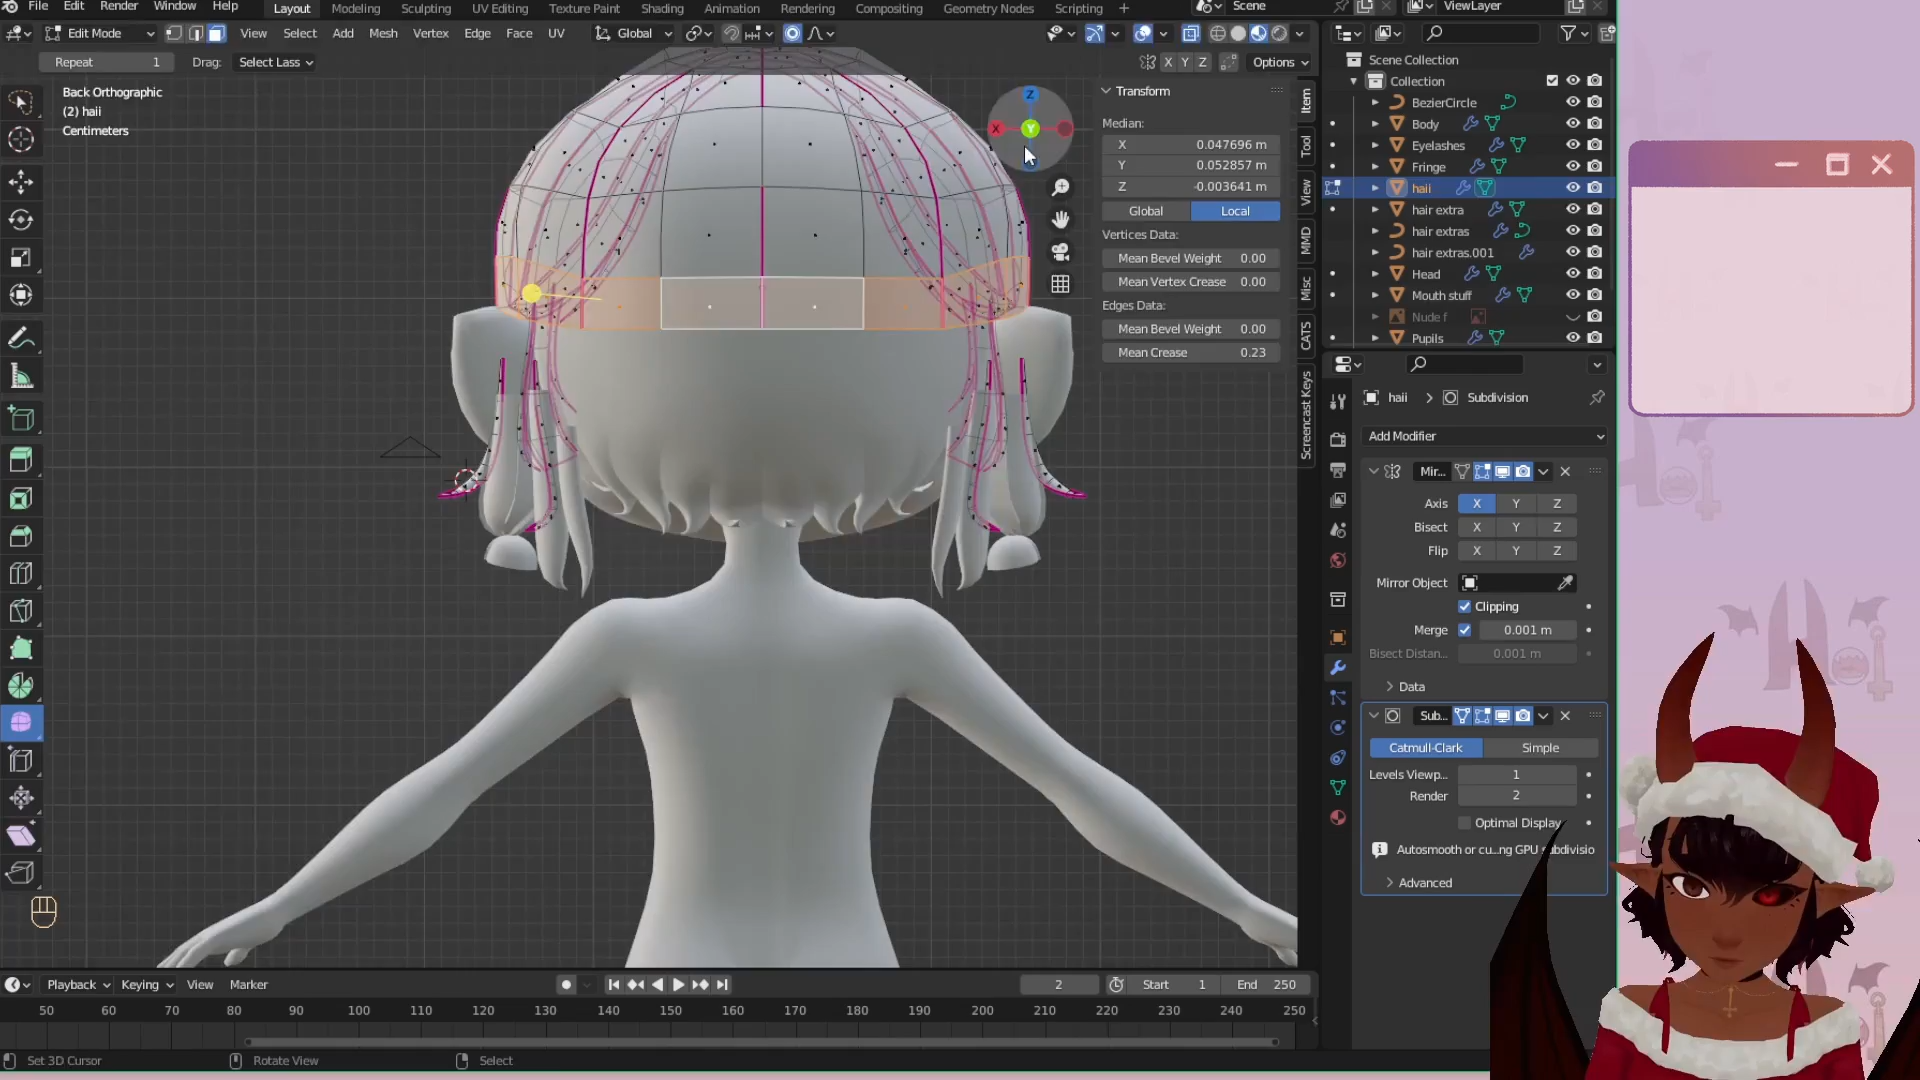 File Edit Render Window Help Layout Modeling Sculpting UV Editing Texture Paint Shading Animation Rendering Compositing Geometry Nodes Scripting Scene ViewLayer
Edit Mode View Select Add Mesh Vertex Edge Face UV Global
Repeat 1 Drag: Select Lass X Y Z Options
Back Orthographic
(2) haii
Centimeters
Z
X
Y
Transform
Median:
X 0.047696 m
Y 0.052857 m
Z -0.003641 m
Global Local
Vertices Data:
Mean Bevel Weight 0.00
Mean Vertex Crease 0.00
Edges Data:
Mean Bevel Weight 0.00
Mean Crease 0.23
Item
Tool
View
MMD
Misc
CATS
Screencast Keys
Scene Collection
Collection
BezierCircle
Body
Eyelashes
Fringe
haii
hair extra
hair extras
hair extras.001
Head
Mouth stuff
Nude f
Pupils
haii Subdivision
Add Modifier
Mir...
Axis X Y Z
Bisect X Y Z
Flip X Y Z
Mirror Object
Clipping
Merge 0.001 m
Bisect Distan... 0.001 m
Data
Sub...
Catmull-Clark Simple
Levels Viewp... 1
Render 2
Optimal Display
Autosmooth or cu...ng GPU subdivisio
Advanced
Playback Keying View Marker 2 Start 1 End 250
50 60 70 80 90 100 110 120 130 140 150 160 170 180 190 200 210 220 230 240 250
Set 3D Cursor Rotate View Select